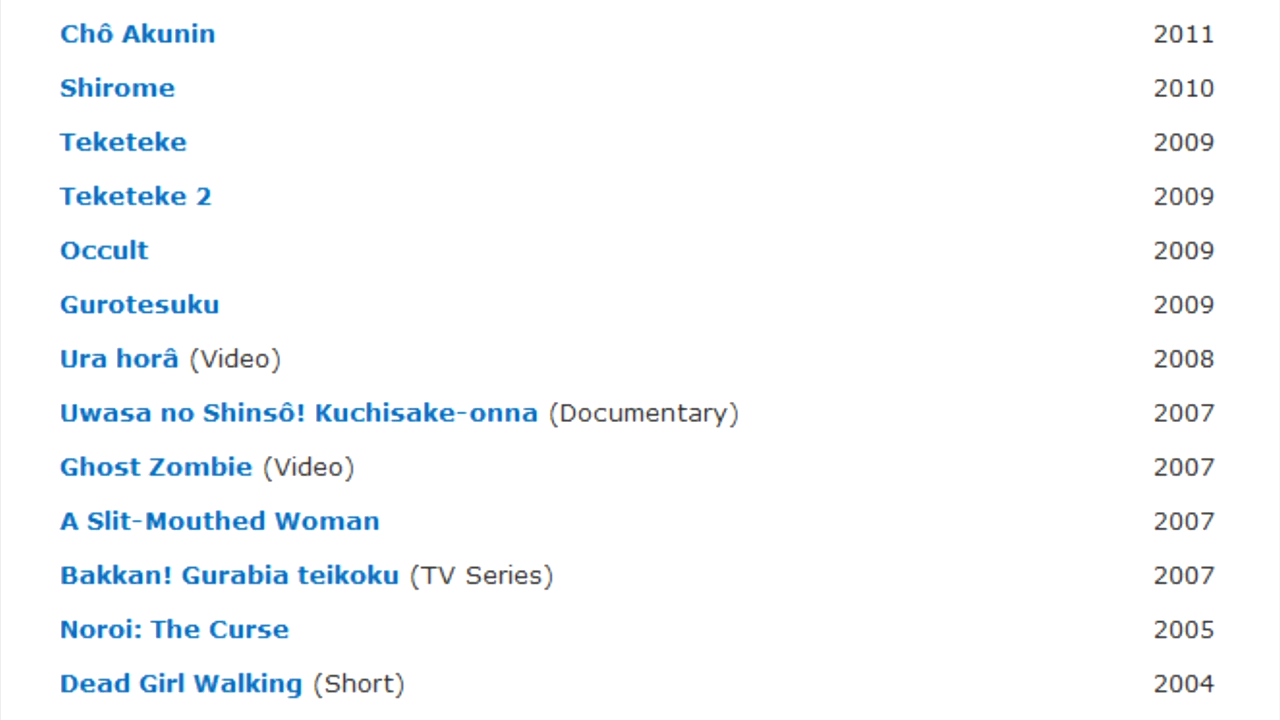 Chô Akunin 2011
Shirome 2010
Teketeke 2009
Teketeke 2 2009
Occult 2009
Gurotesuku 2009
Ura horâ (Video) 2008
Uwasa no Shinsô! Kuchisake-onna (Documentary) 2007
Ghost Zombie (Video) 2007
A Slit-Mouthed Woman 2007
Bakkan! Gurabia teikoku (TV Series) 2007
Noroi: The Curse 2005
Dead Girl Walking (Short) 2004